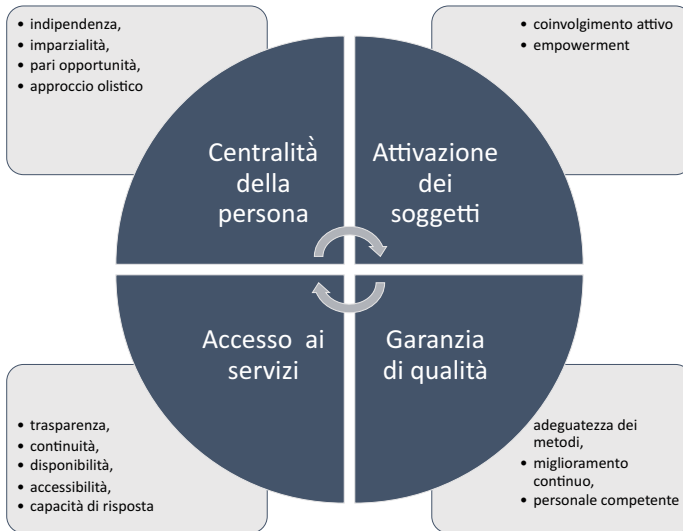 • indipendenza,
• imparzialità,
• pari opportunità,
• approccio olistico
• coinvolgimento attivo
• empowerment
Centralità
della
persona
Attivazione
dei
soggetti
Accesso ai
servizi
Garanzia
di qualità
• trasparenza,
• continuità,
• disponibilità,
• accessibilità,
• capacità di risposta
adeguatezza dei
metodi,
• miglioramento
continuo,
• personale competente